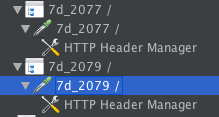 7d_2077 /
7d_2077 /
HTTP Header Manager
7d_2079 /
7d_2079 /
HTTP Header Manager